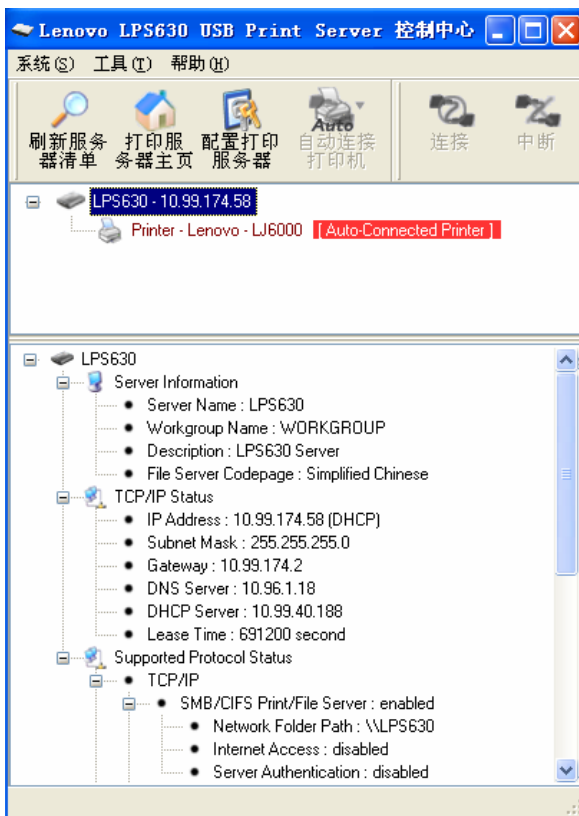 Lenovo LPS630 USB Print Server 控制中心
系统(S) 工具(T) 帮助(H)
刷新服务器清单
打印服务器主页
配置打印服务器
Auto
自动连接打印机
连接
中断
LPS630 - 10.99.174.58
Printer - Lenovo - LJ6000 [ Auto-Connected Printer ]
LPS630
Server Information
Server Name : LPS630
Workgroup Name : WORKGROUP
Description : LPS630 Server
File Server Codepage : Simplified Chinese
TCP/IP Status
IP Address : 10.99.174.58 (DHCP)
Subnet Mask : 255.255.255.0
Gateway : 10.99.174.2
DNS Server : 10.96.1.18
DHCP Server : 10.99.40.188
Lease Time : 691200 second
Supported Protocol Status
TCP/IP
SMB/CIFS Print/File Server : enabled
Network Folder Path : \\LPS630
Internet Access : disabled
Server Authentication : disabled